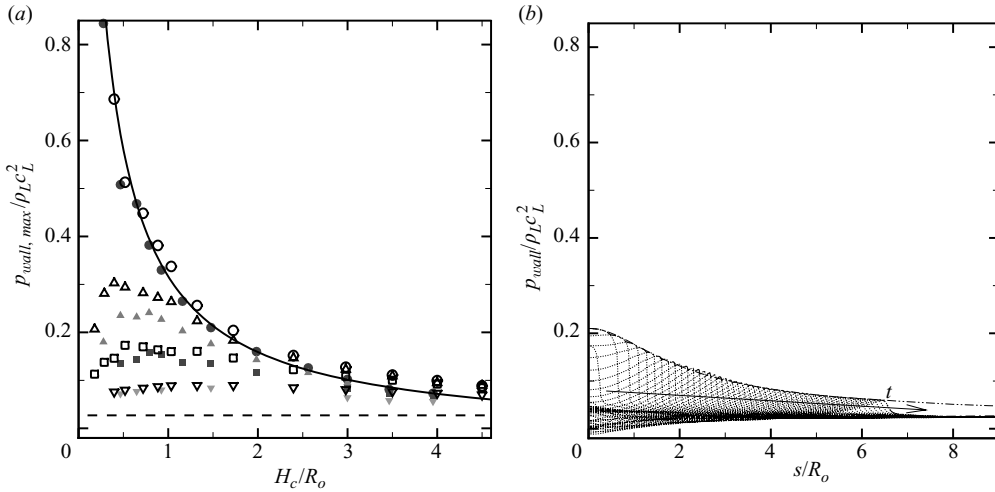 (a)
(b)
0.8
0.6
0.4
0.2
0
0 1 2 3 4
p_wall, max/ρ_L c_L^2
H_c/R_o
0.8
0.6
0.4
0.2
0
0 2 4 6 8
p_wall/ρ_L c_L^2
s/R_o
t